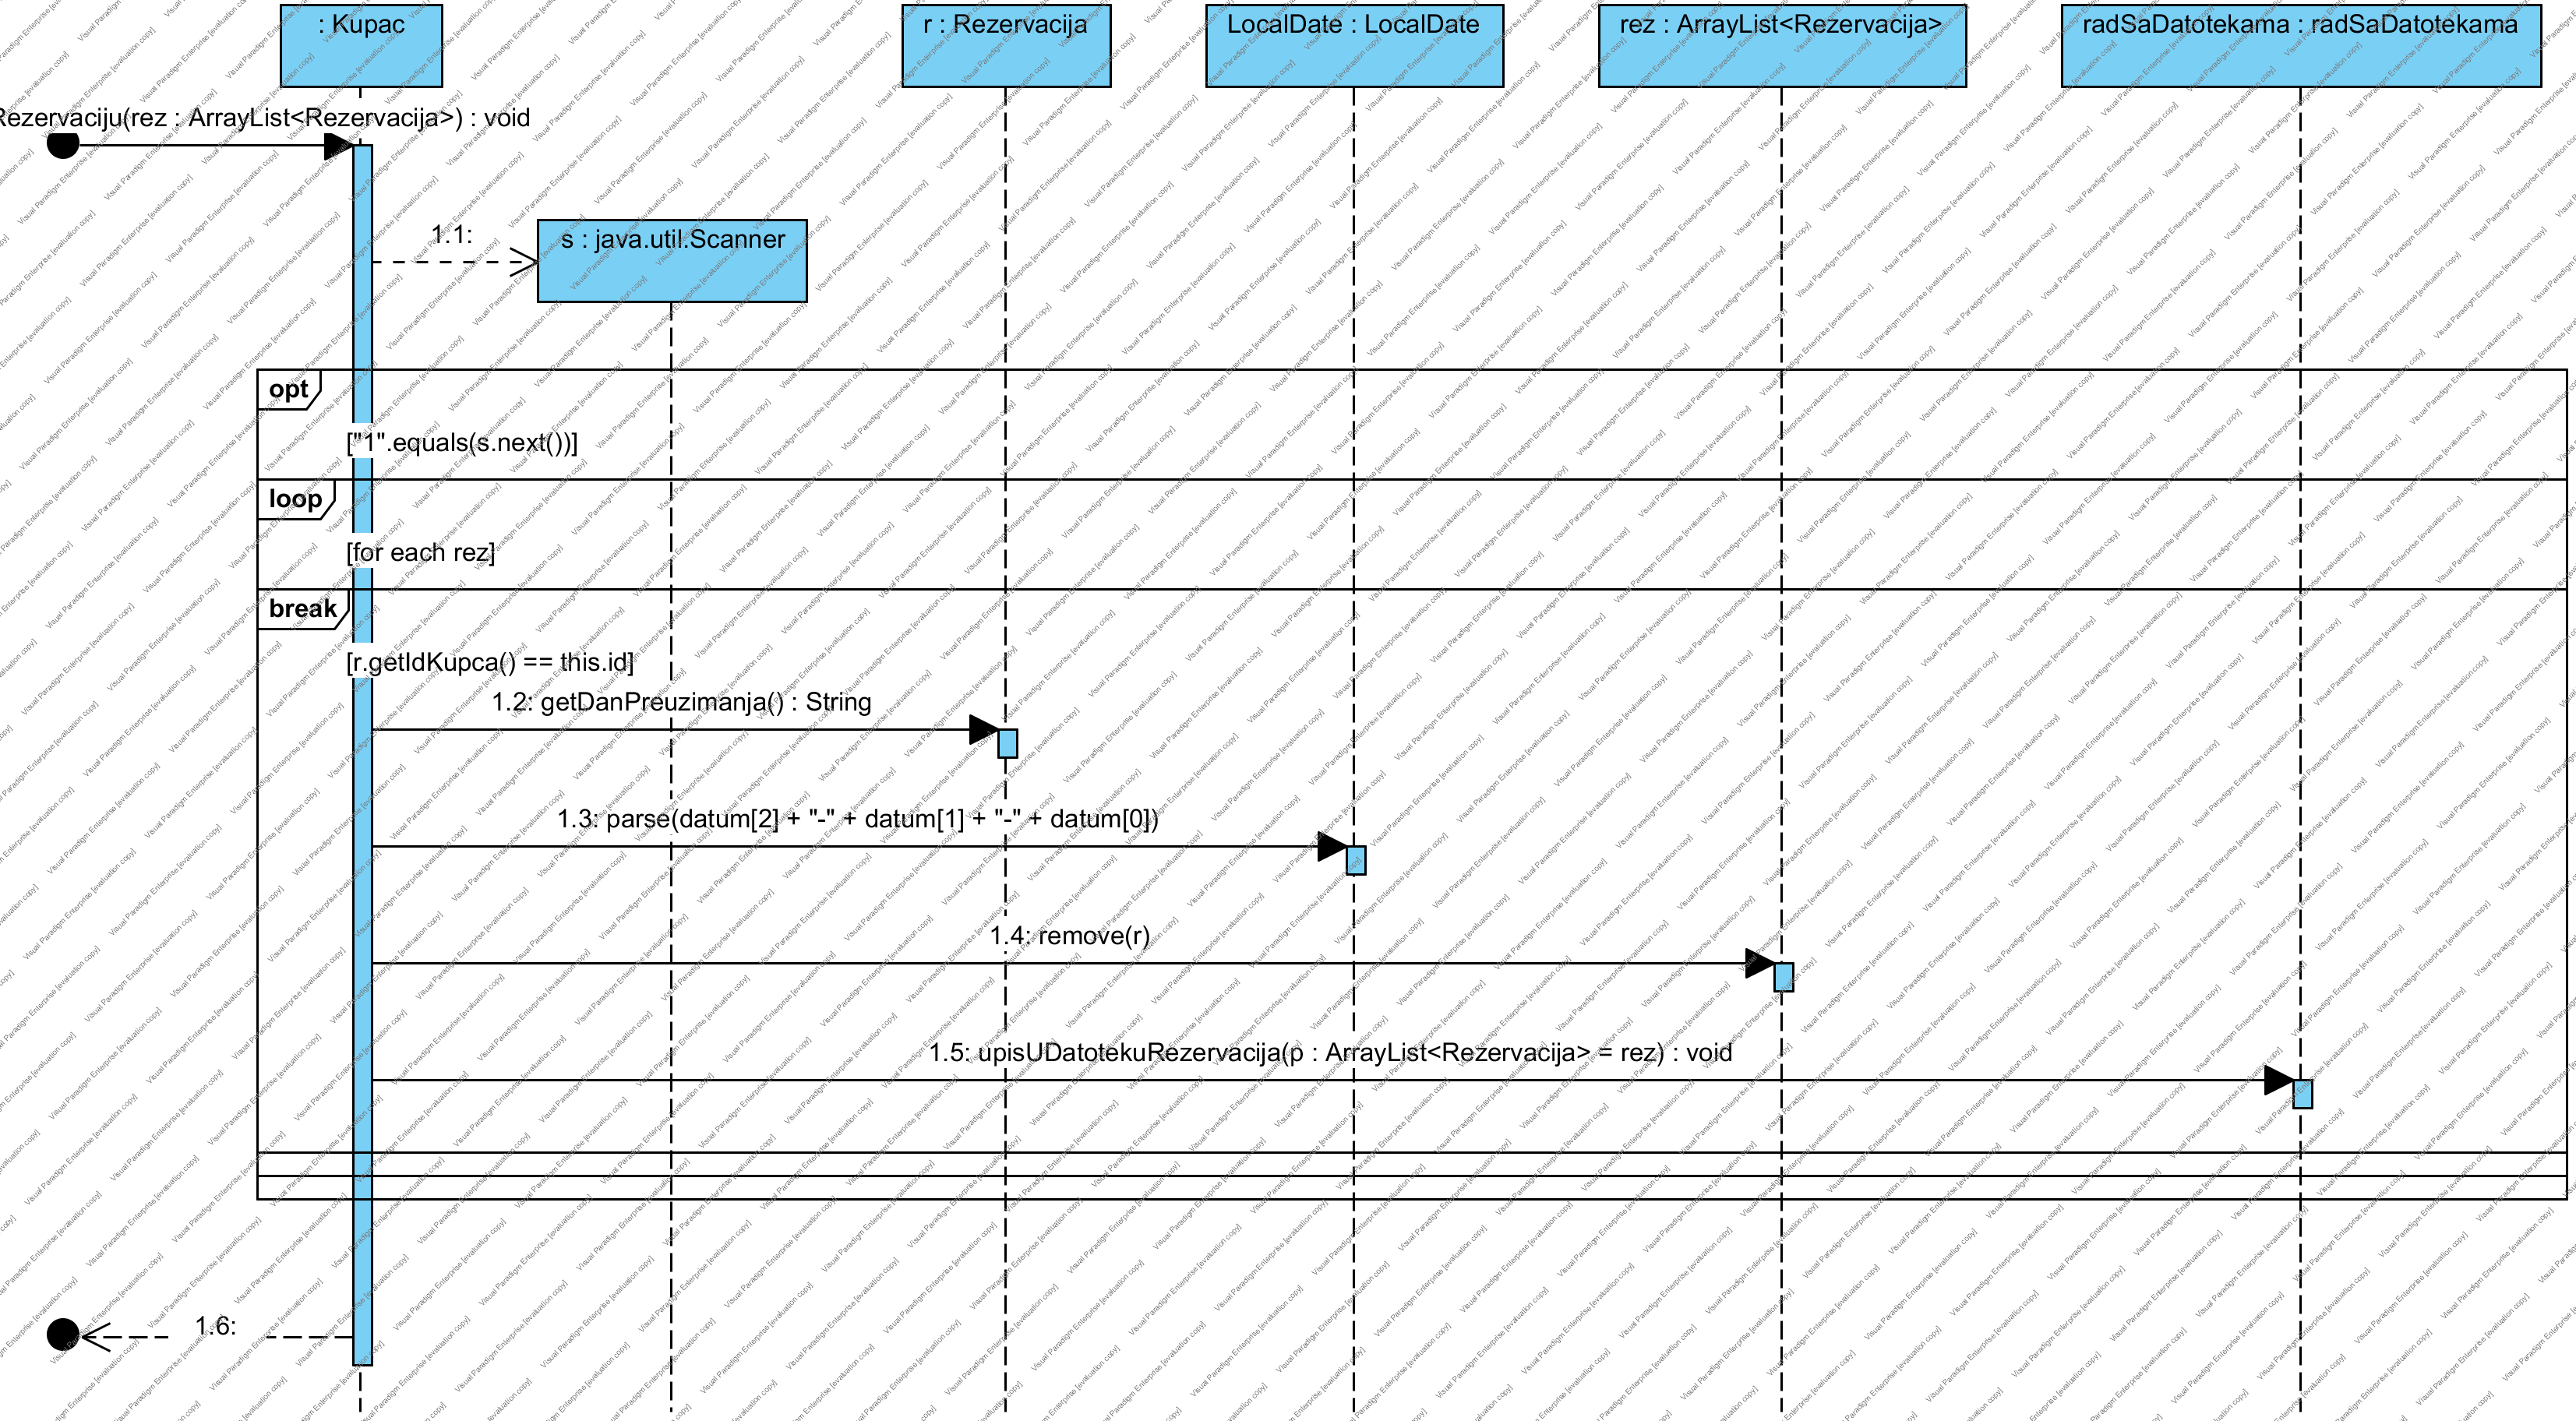 : Kupac
r : Rezervacija
LocalDate : LocalDate
rez : ArrayList<Rezervacija>
radSaDatotekama : radSaDatotekama
Rezervaciju(rez : ArrayList<Rezervacija>) : void
1.1:
s : java.util.Scanner
opt
["1".equals(s.next())]
loop
[for each rez]
break
[r.getIdKupca() == this.id]
1.2: getDanPreuzimanja() : String
1.3: parse(datum[2] + "-" + datum[1] + "-" + datum[0])
1.4: remove(r)
1.5: upisUDatotekuRezervacija(p : ArrayList<Rezervacija> = rez) : void
1.6:
Visual Paradigm Enterprise [evaluation copy]